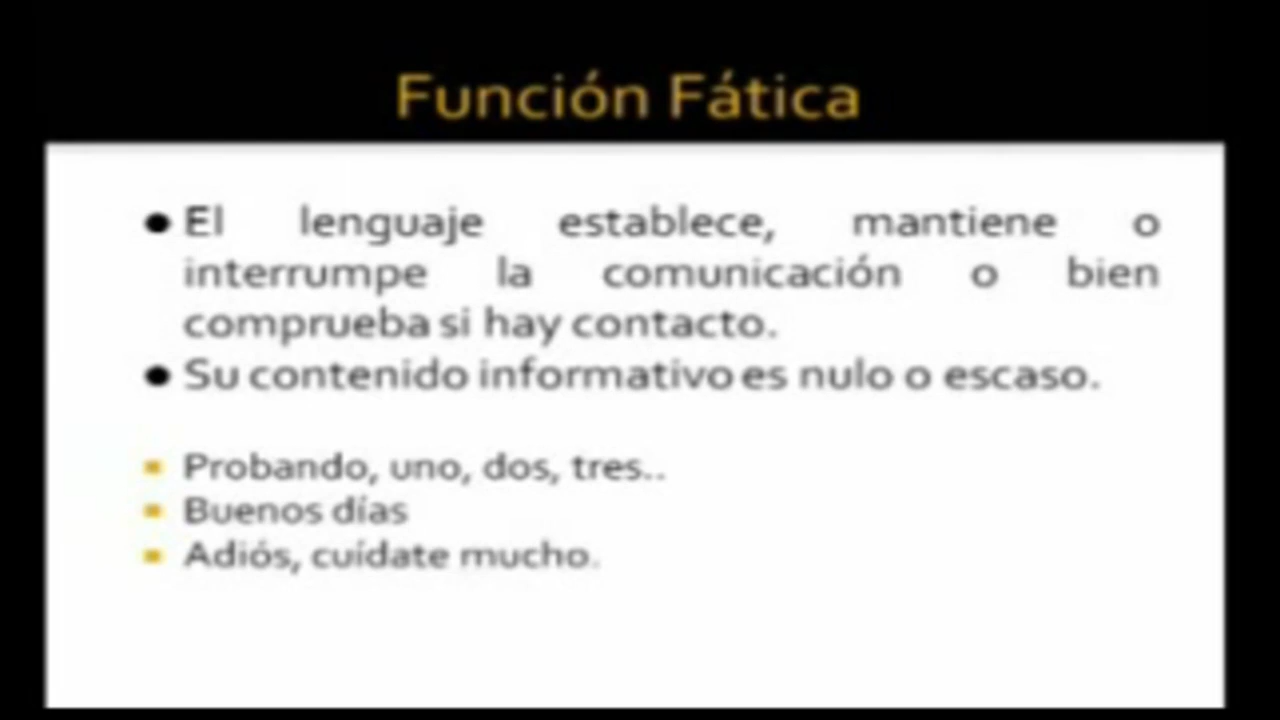 Función Fática
El lenguaje establece, mantiene o
interrumpe la comunicación o bien
comprueba si hay contacto.
Su contenido informativo es nulo o escaso.
Probando, uno, dos, tres..
Buenos días
Adiós, cuídate mucho.